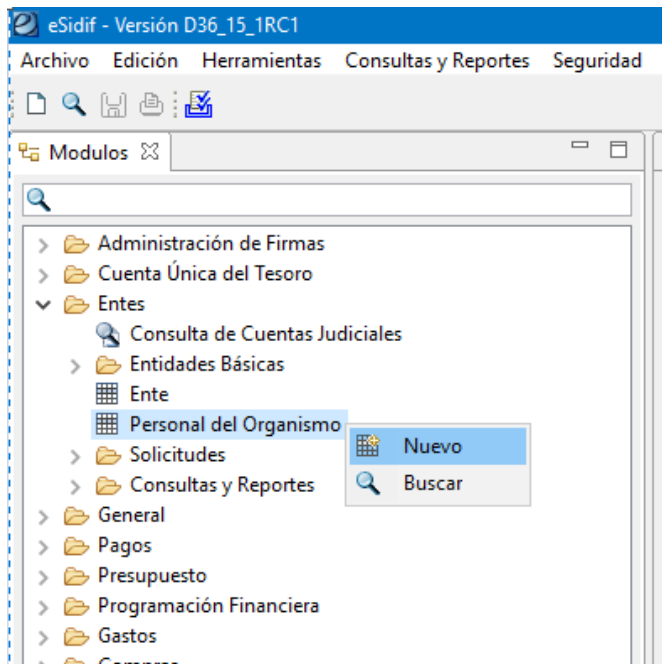 eSidif - Versión D36_15_1RC1
Archivo Edición Herramientas Consultas y Reportes Seguridad
Modulos
Administración de Firmas
Cuenta Única del Tesoro
Entes
Consulta de Cuentas Judiciales
Entidades Básicas
Ente
Personal del Organismo
Nuevo
Solicitudes
Buscar
Consultas y Reportes
General
Pagos
Presupuesto
Programación Financiera
Gastos
Compras